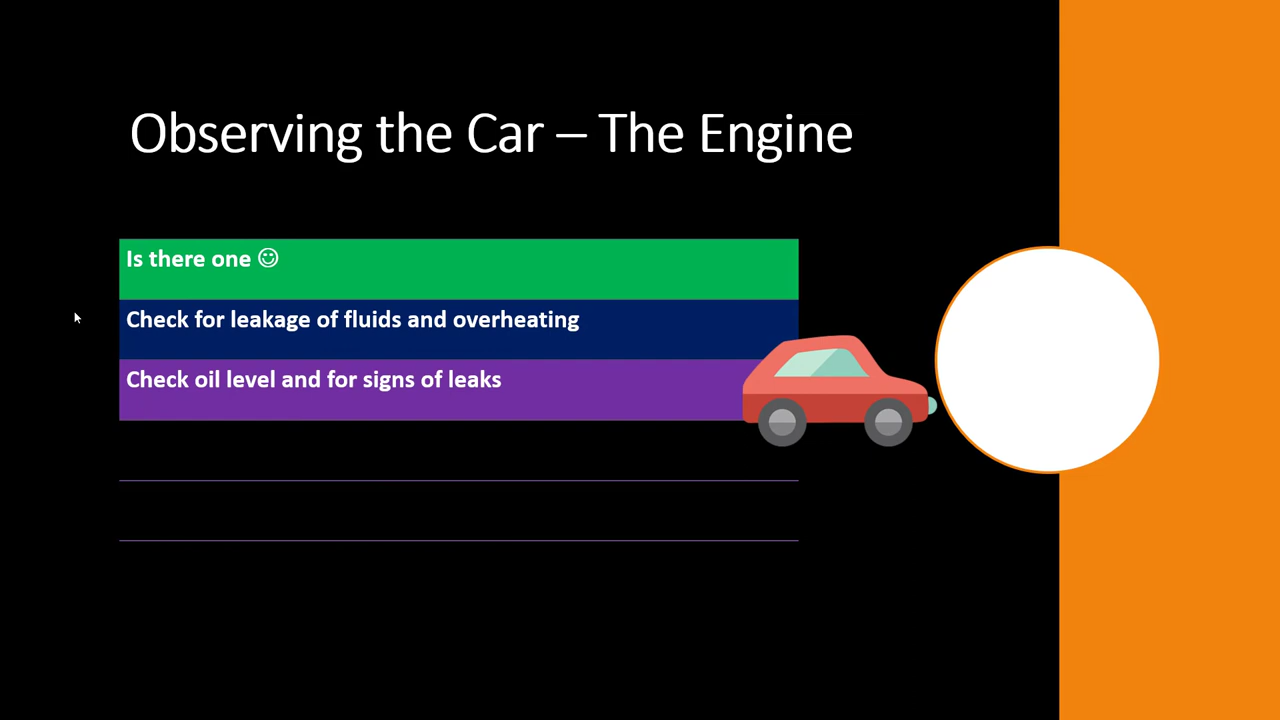 Observing the Car – The Engine
Is there one ☺
Check for leakage of fluids and overheating
Check oil level and for signs of leaks